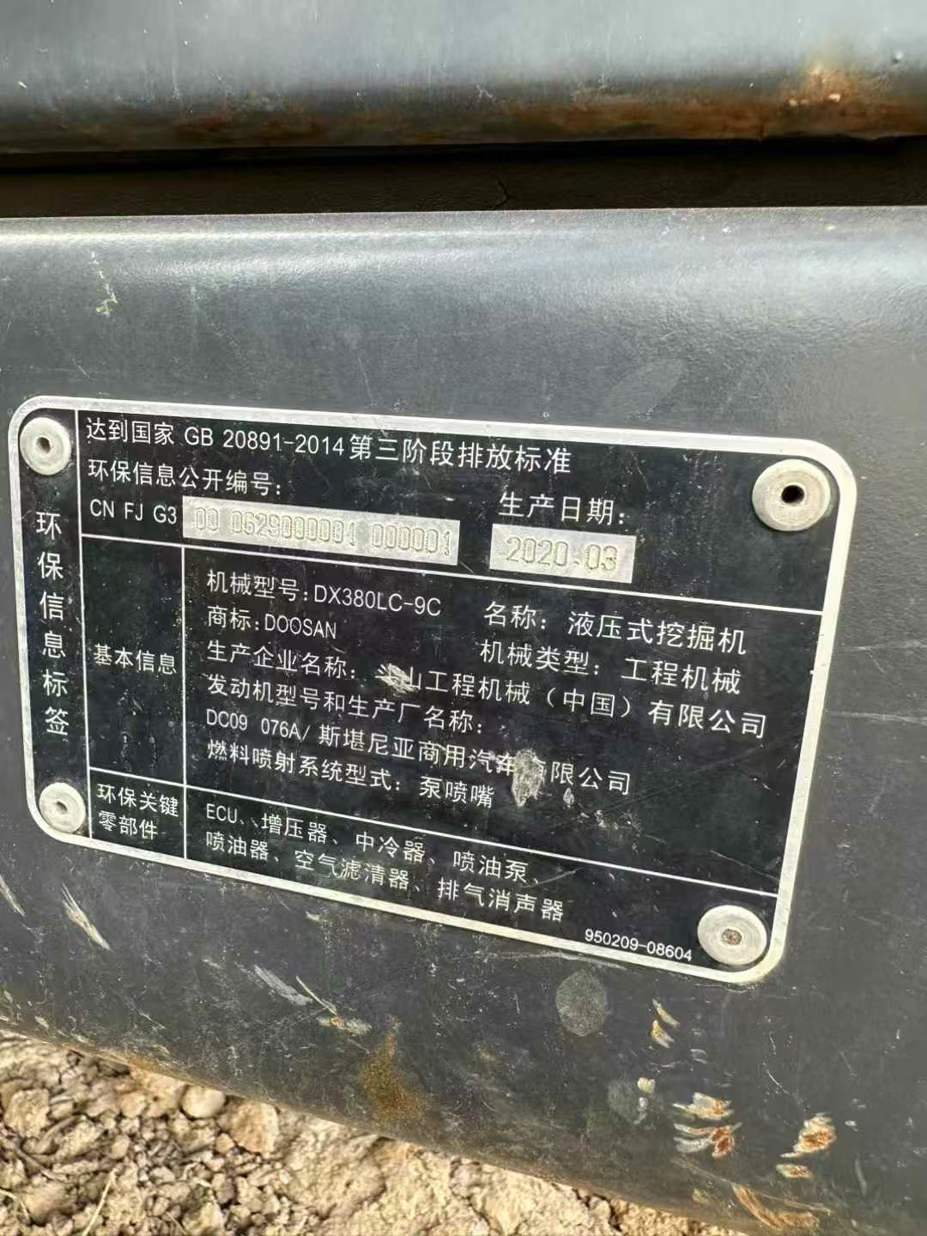 达到国家 GB 20891-2014 第三阶段排放标准
环保信息公开编号：
生产日期：
CN FJ G3 00 0629000004 000001
2020.03
环保信息标签
基本信息
机械型号：DX380LC-9C
名称：液压式挖掘机
商标：DOOSAN
机械类型：工程机械
生产企业名称：山工程机械（中国）有限公司
发动机型号和生产厂名称：
DC09 076A/斯堪尼亚商用汽车有限公司
燃料喷射系统型式：泵喷嘴
环保关键
零部件
ECU、增压器、中冷器、喷油泵、
喷油器、空气滤清器、排气消声器
950209-08604